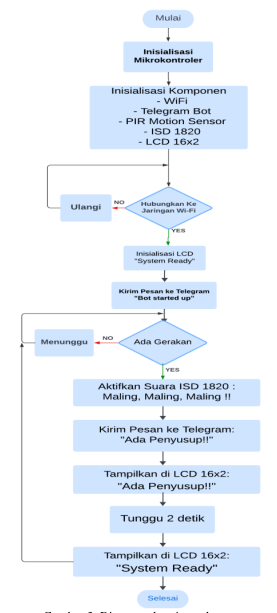 Mulai
Inisialisasi
Mikrokontroler
Inisialisasi Komponen
- WiFi
- Telegram Bot
- PIR Motion Sensor
- ISD 1820
- LCD 16x2
Ulangi
NO
Hubungkan Ke
Jaringan Wi-Fi
YES
Inisialisasi LCD
"System Ready"
Kirim Pesan ke Telegram
"Bot started up"
Menunggu
NO
Ada Gerakan
YES
Aktifkan Suara ISD 1820 :
Maling, Maling, Maling !!
Kirim Pesan ke Telegram:
"Ada Penyusup!!"
Tampilkan di LCD 16x2:
"Ada Penyusup!!"
Tunggu 2 detik
Tampilkan di LCD 16x2:
"System Ready"
Selesai